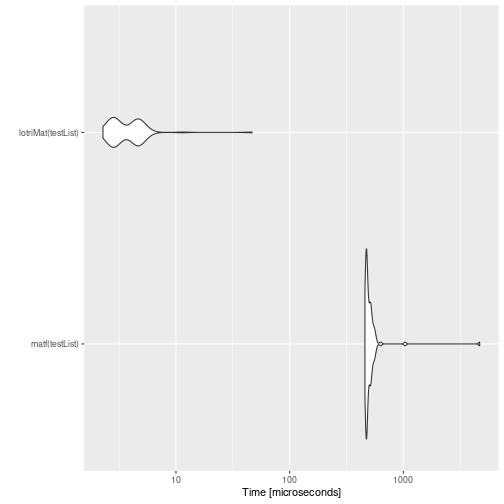 lotriMat(testList)
matf(testList)
10
100
1000
Time [microseconds]